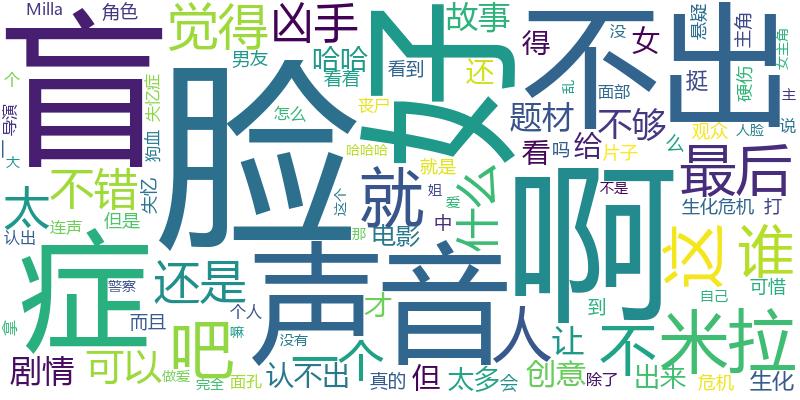 Milla
角色
觉得
凶手
好
故事
不
出
悬疑
主角
女主角
盲
脸
男友
哈哈
看着
看到
得
还
没
女
挺
硬伤
个
导演
一
大
失忆症
狗血
失忆
怎么
丧尸
哈哈哈
乱
面部
题材
不够
看
吗
给
片子
么
观众
人脸
主
说
太
不错
就
什么
就是
啊
不是
最后
认出
连声
但是
这个
那
姐
爱
中
电影
这
谁
生化危机
打
症
还是
声音
警察
而且
个人
才
人
到
自己
可惜
拿
剧情
可以
吧
嘛
没有
一个
让
不
米拉
做爱
完全
面孔
认不出
真的
但
太多
会
创意
除了
出来
危机
生化